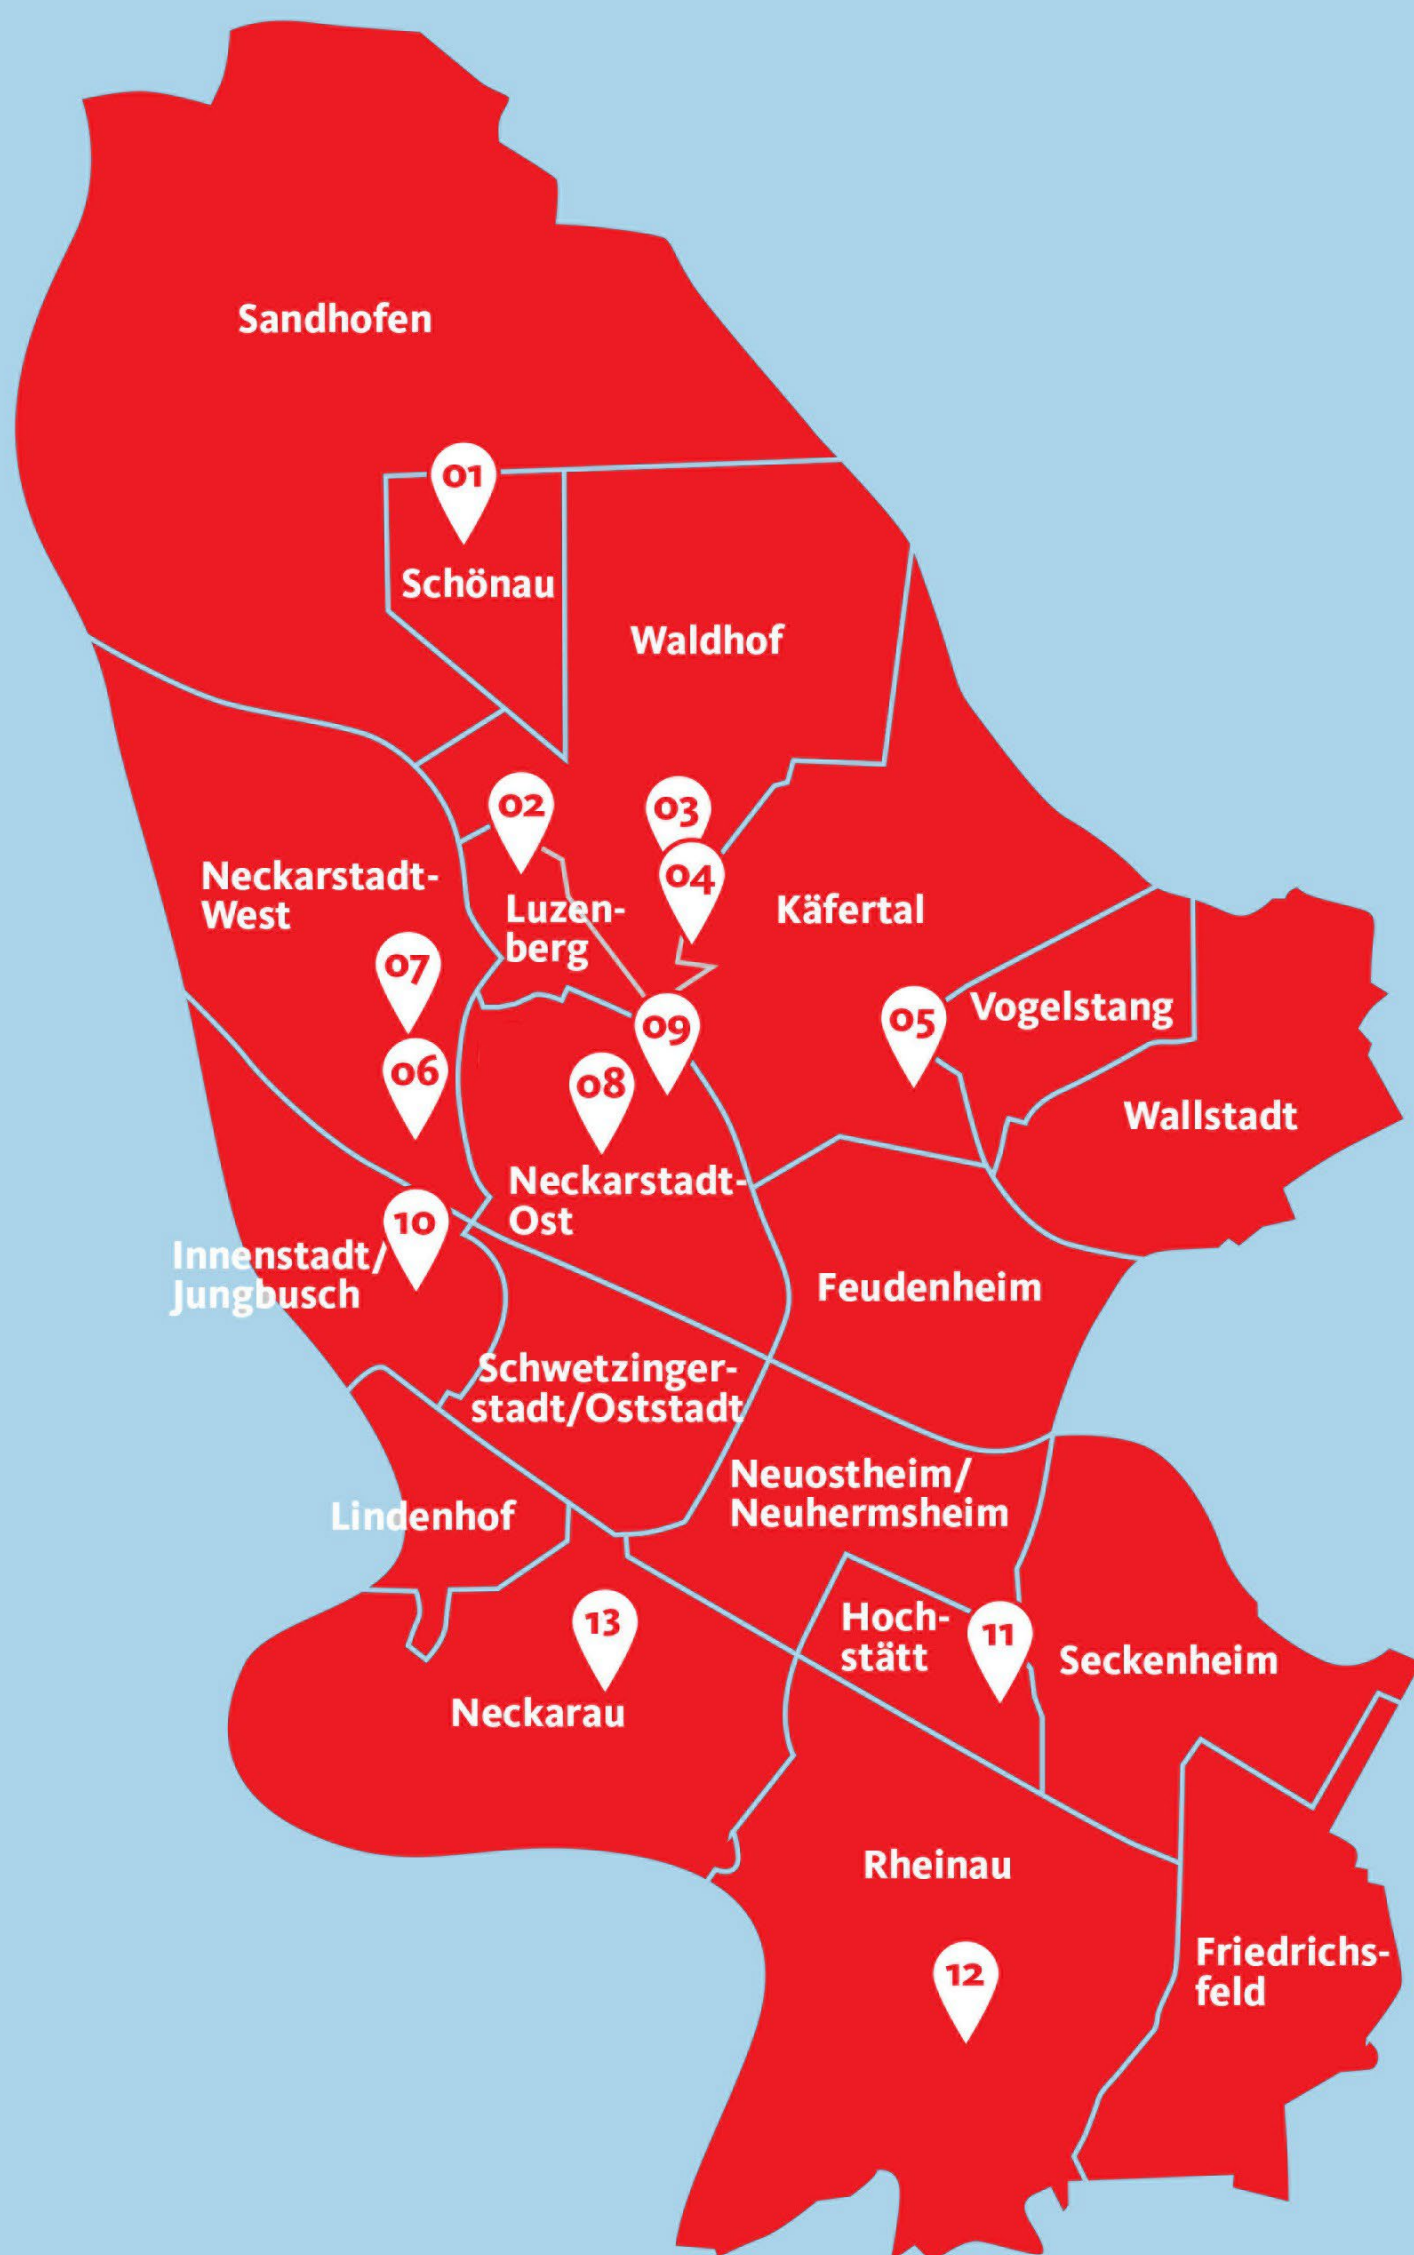 Sandhofen
01
Schönau
Waldhof
02
03
04
Neckarstadt-
West
Luzen-
berg
Käfertal
07
05
Vogelstang
09
06
08
Wallstadt
Neckarstadt-
Ost
10
Innenstadt/
Jungbusch
Feudenheim
Schwetzinger-
stadt/Oststadt
Neuostheim/
Neuhermsheim
Lindenhof
13
Hoch-
stätt
11
Seckenheim
Neckarau
Rheinau
12
Friedrichs-
feld